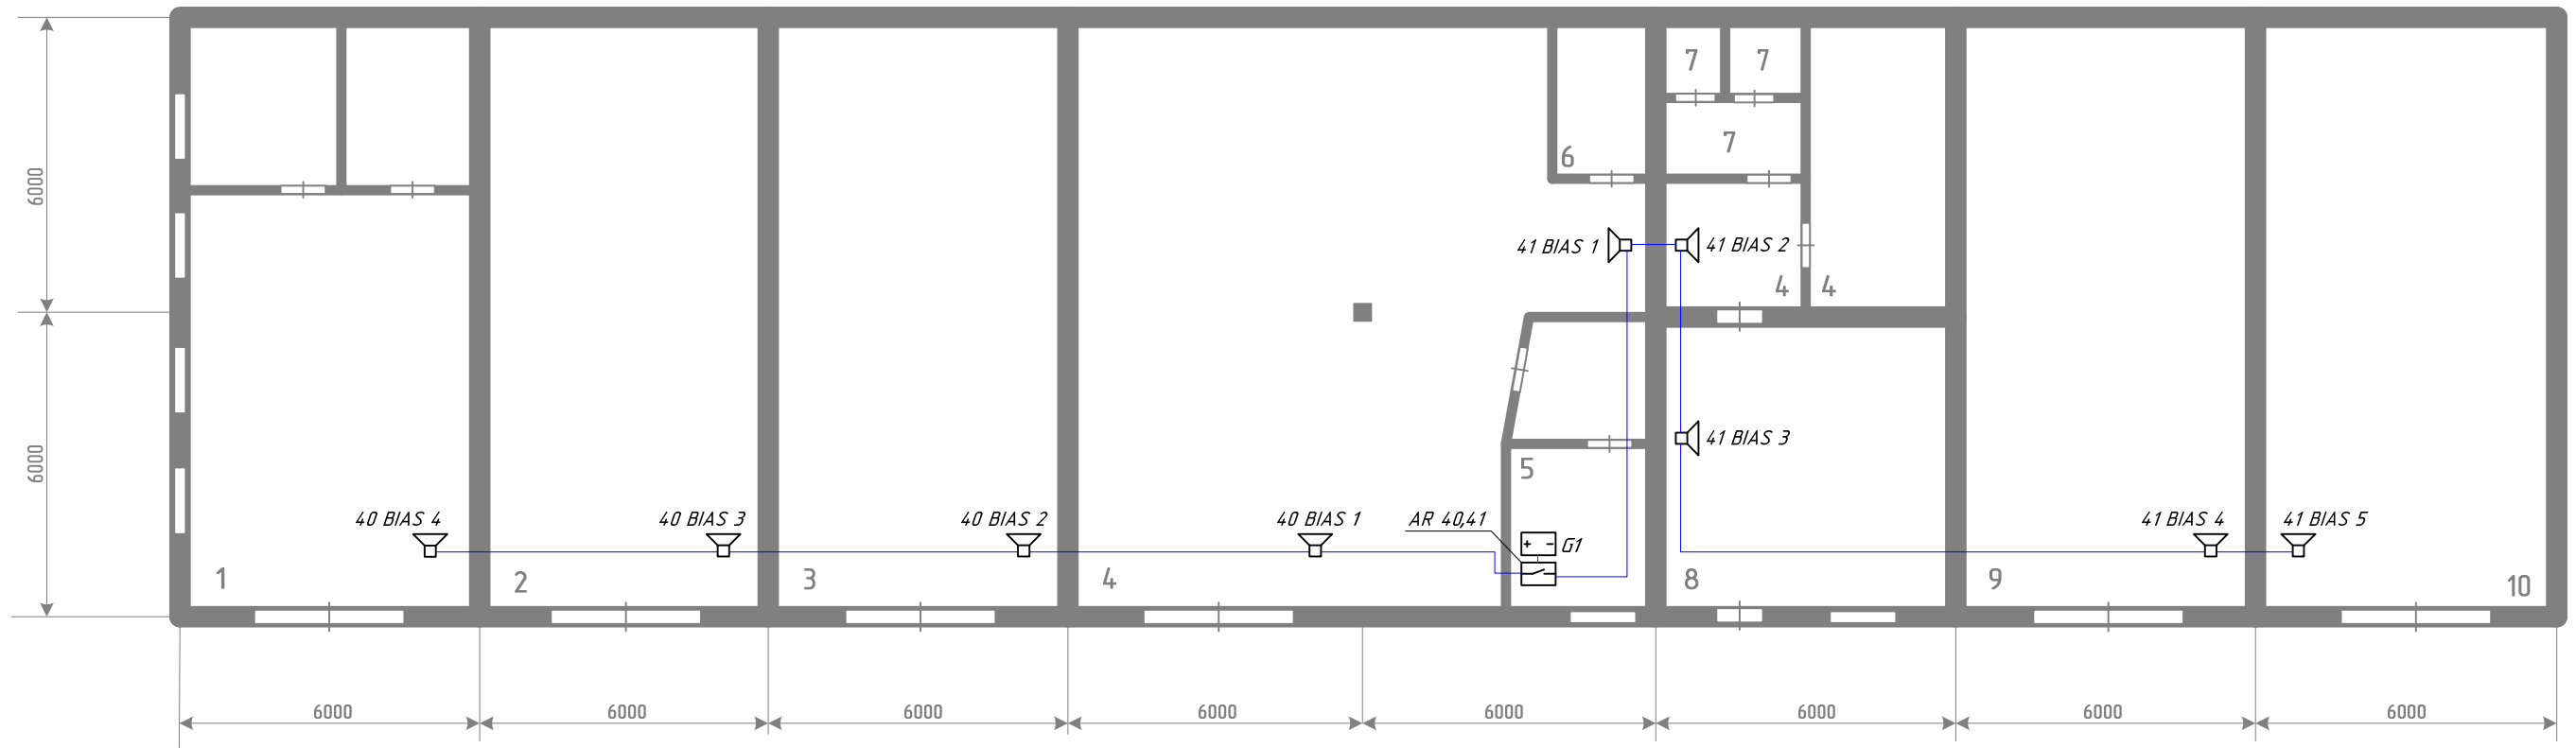 7 7
7
6
6000
41 BIAS 1
41 BIAS 2
4 4
6000
5
41 BIAS 3
40 BIAS 4
40 BIAS 3
40 BIAS 2
40 BIAS 1
AR 40,41
G1
+ -
41 BIAS 4
41 BIAS 5
1
2
3
4
8
9
10
6000 6000 6000 6000 6000 6000 6000 6000